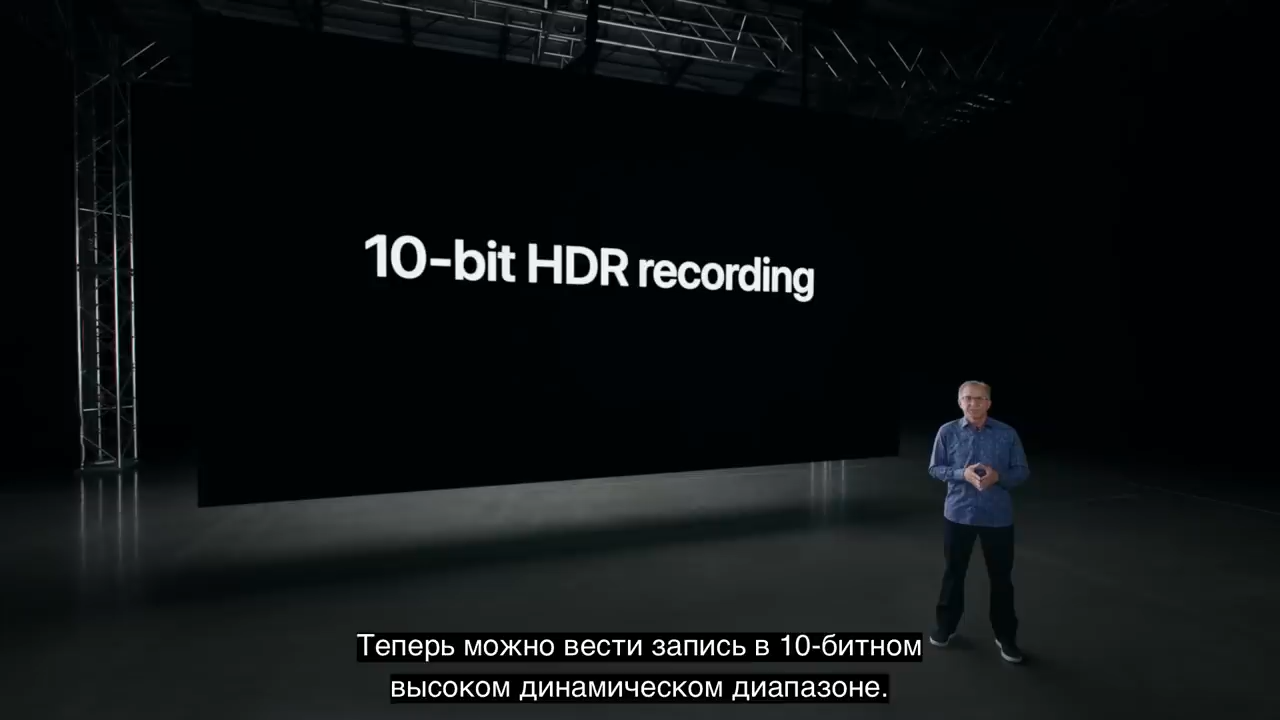 10-bit HDR recording
Теперь можно вести запись в 10-битном
высоком динамическом диапазоне.